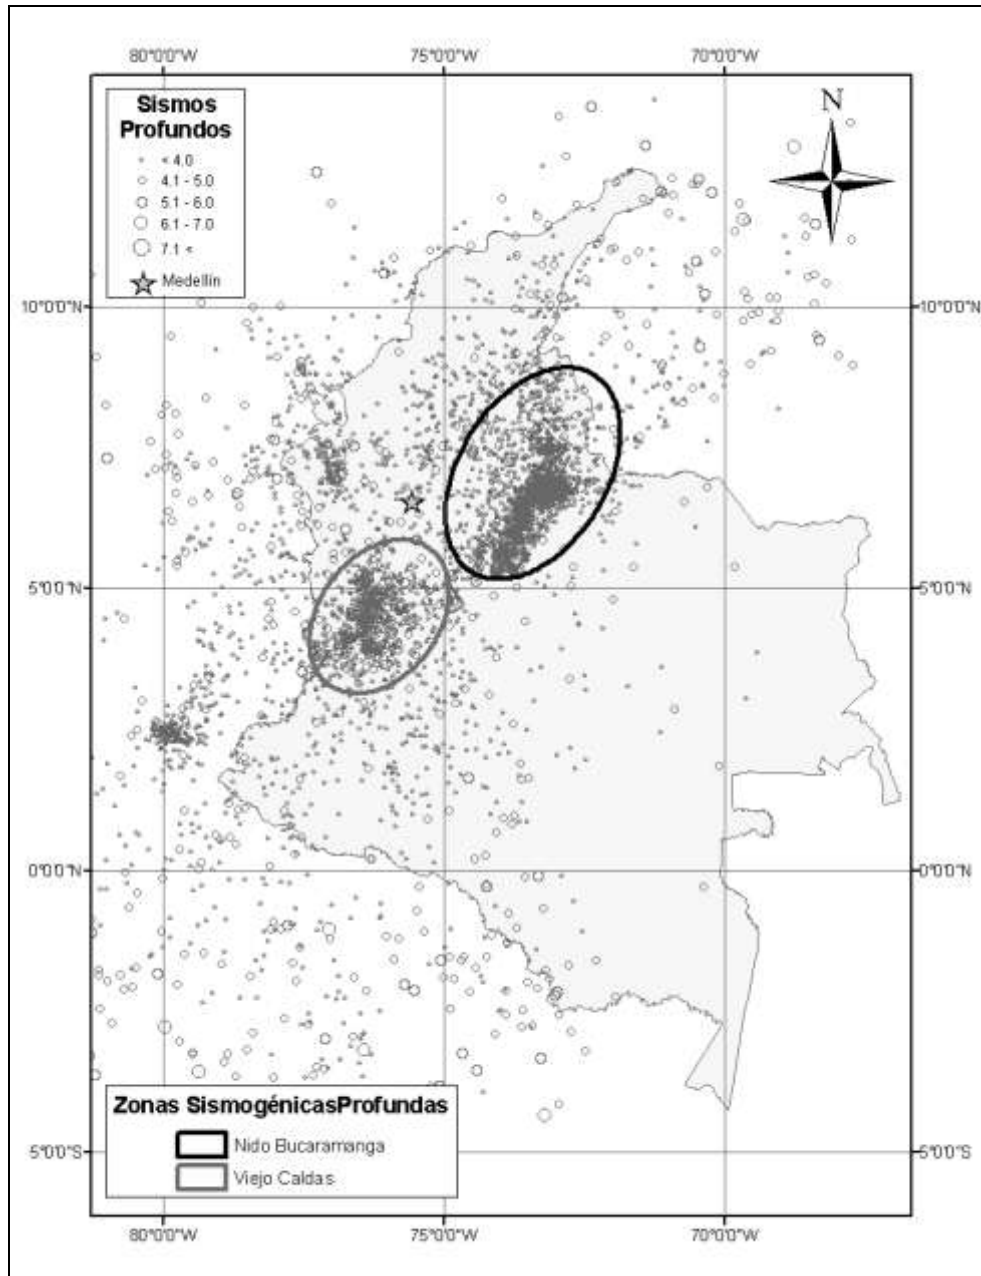 80°0'0"W 75°0'0"W 70°0'0"W
Sismos
Profundos
< 4.0
4.1 - 5.0
5.1 - 6.0
6.1 - 7.0
7.1 <
Medellín
N
10°0'0"N 10°0'0"N
5°0'0"N 5°0'0"N
0°0'0"N 0°0'0"N
Zonas SismogénicasProfundas
Nido Bucaramanga
Viejo Caldas
5°0'0"S 5°0'0"S
80°0'0"W 75°0'0"W 70°0'0"W